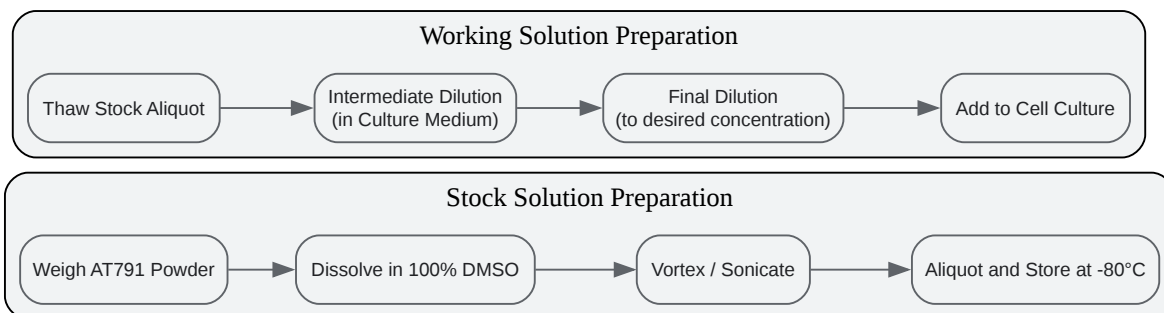 Working Solution Preparation
Thaw Stock Aliquot
Intermediate Dilution
(in Culture Medium)
Final Dilution
(to desired concentration)
Add to Cell Culture
Stock Solution Preparation
Weigh AT791 Powder
Dissolve in 100% DMSO
Vortex / Sonicate
Aliquot and Store at -80°C